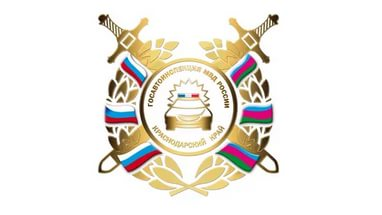 ГОСАВТОИНСПЕКЦИЯ МВД РОССИИ
КРАСНОДАРСКИЙ КРАЙ